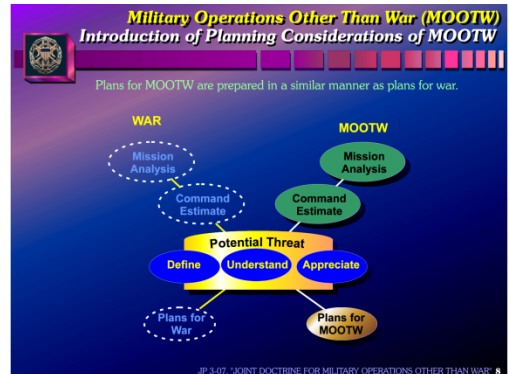 Military Operations Other Than War (MOOTW)
Introduction of Planning Considerations of MOOTW
Plans for MOOTW are prepared in a similar manner as plans for war.
WAR
MOOTW
Mission
Analysis
Mission
Analysis
Command
Estimate
Command
Estimate
Potential Threat
Define
Understand
Appreciate
Plans for
War
Plans for
MOOTW
JP 3-07. "JOINT DOCTRINE FOR MILITARY OPERATIONS OTHER THAN WAR" 8